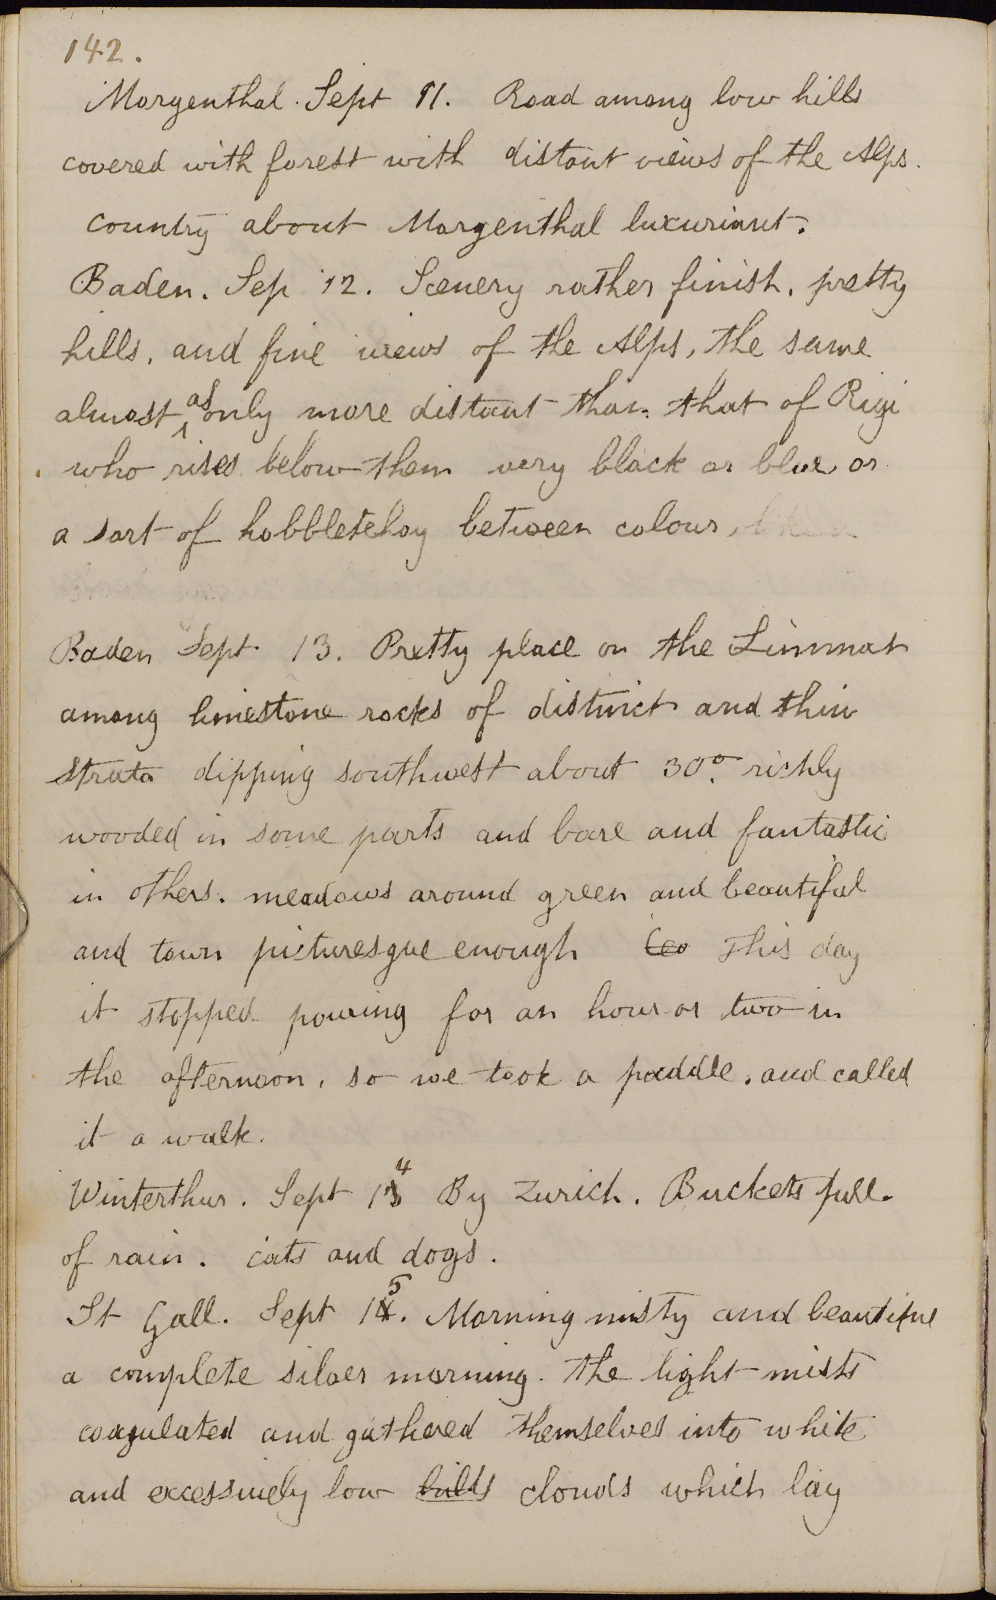 142.
Morgenthal. Sept 11. Road among low hills
covered with forest with distant views of the Alps.
Country about Morgenthal luxuriant.
Baden. Sep 12. Scenery rather finish. pretty
hills. and fine views of the Alps, the same
almost as only more distant than that of Rigi
who rises below them very black or blue or
a sort of hobbletehoy between colour,
Baden Sept 13. Pretty place on the Limmat
among limestone rocks of distinct and thin
strata dipping southwest about 30°. richly
wooded in some parts and bare and fantastic
in others. meadows around green and beautiful
and town picturesque enough This day
it stopped pouring for an hour or two in
the afternoon, so we took a paddle. and called
it a walk.
Winterthur. Sept 14 By Zurich. Buckets full.
of rain. cats and dogs.
St Gall. Sept 15. Morning misty and beautiful
a complete silver morning. The light mists
coagulated and gathered themselves into white
and excessively low hills clouds which lay